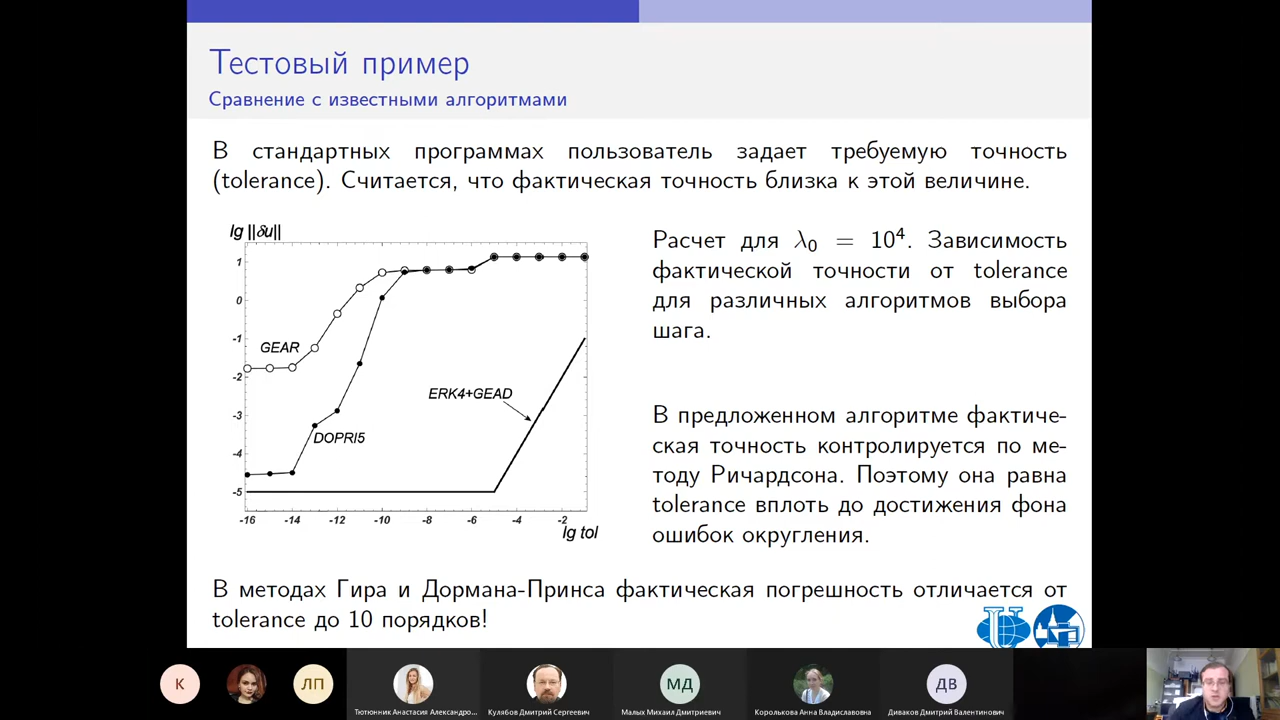 Тестовый пример
Сравнение с известными алгоритмами
В стандартных программах пользователь задает требуемую точность
(tolerance). Считается, что фактическая точность близка к этой величине.
lg ||δu||
1
0
-1
-2
-3
-4
-5
GEAR
DOPRI5
ERK4+GEAD
-16 -14 -12 -10 -8 -6 -4 -2
lg tol
Расчет для λ₀ = 10⁴. Зависимость
фактической точности от tolerance
для различных алгоритмов выбора
шага.
В предложенном алгоритме фактиче-
ская точность контролируется по ме-
тоду Ричардсона. Поэтому она равна
tolerance вплоть до достижения фона
ошибок округления.
В методах Гира и Дормана-Принса фактическая погрешность отличается от
tolerance до 10 порядков!
К
ЛП
МД
ДВ
Тютюнник Анастасия Александро...
Кулябов Дмитрий Сергеевич
Малых Михаил Дмитриевич
Королькова Анна Владиславовна
Диваков Дмитрий Валентинович